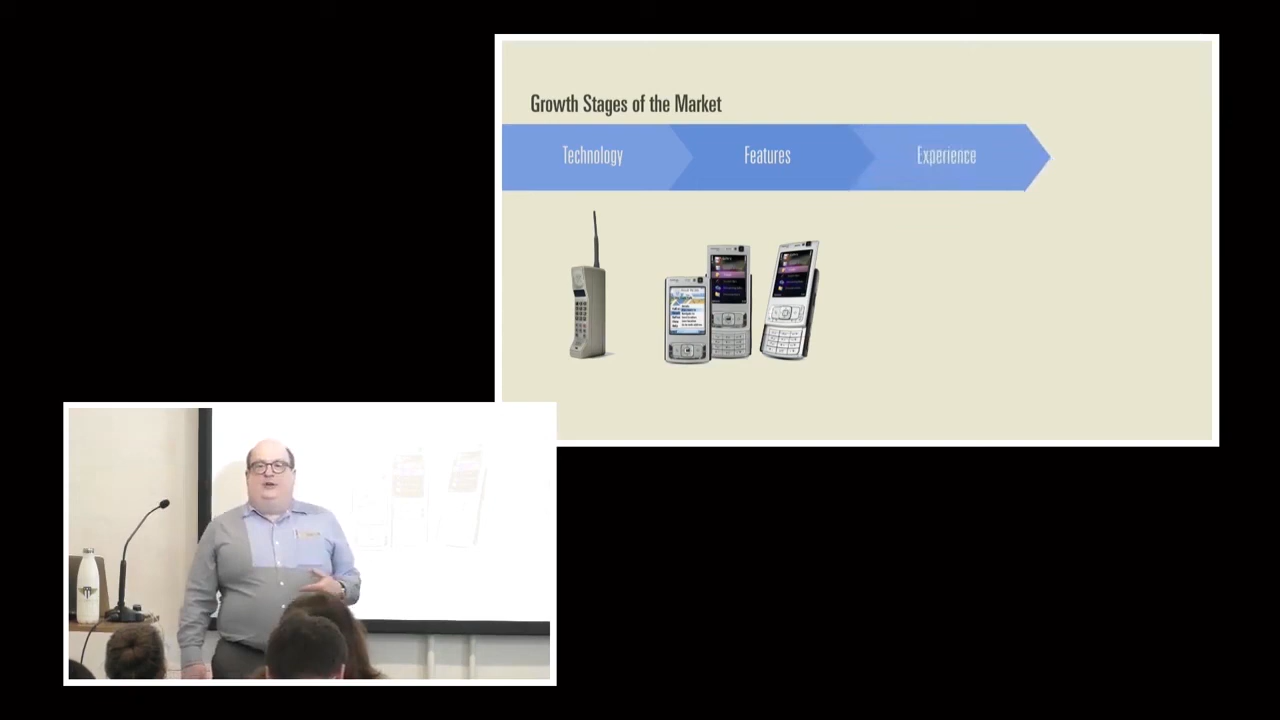 Growth Stages of the Market
Technology
Features
Experience